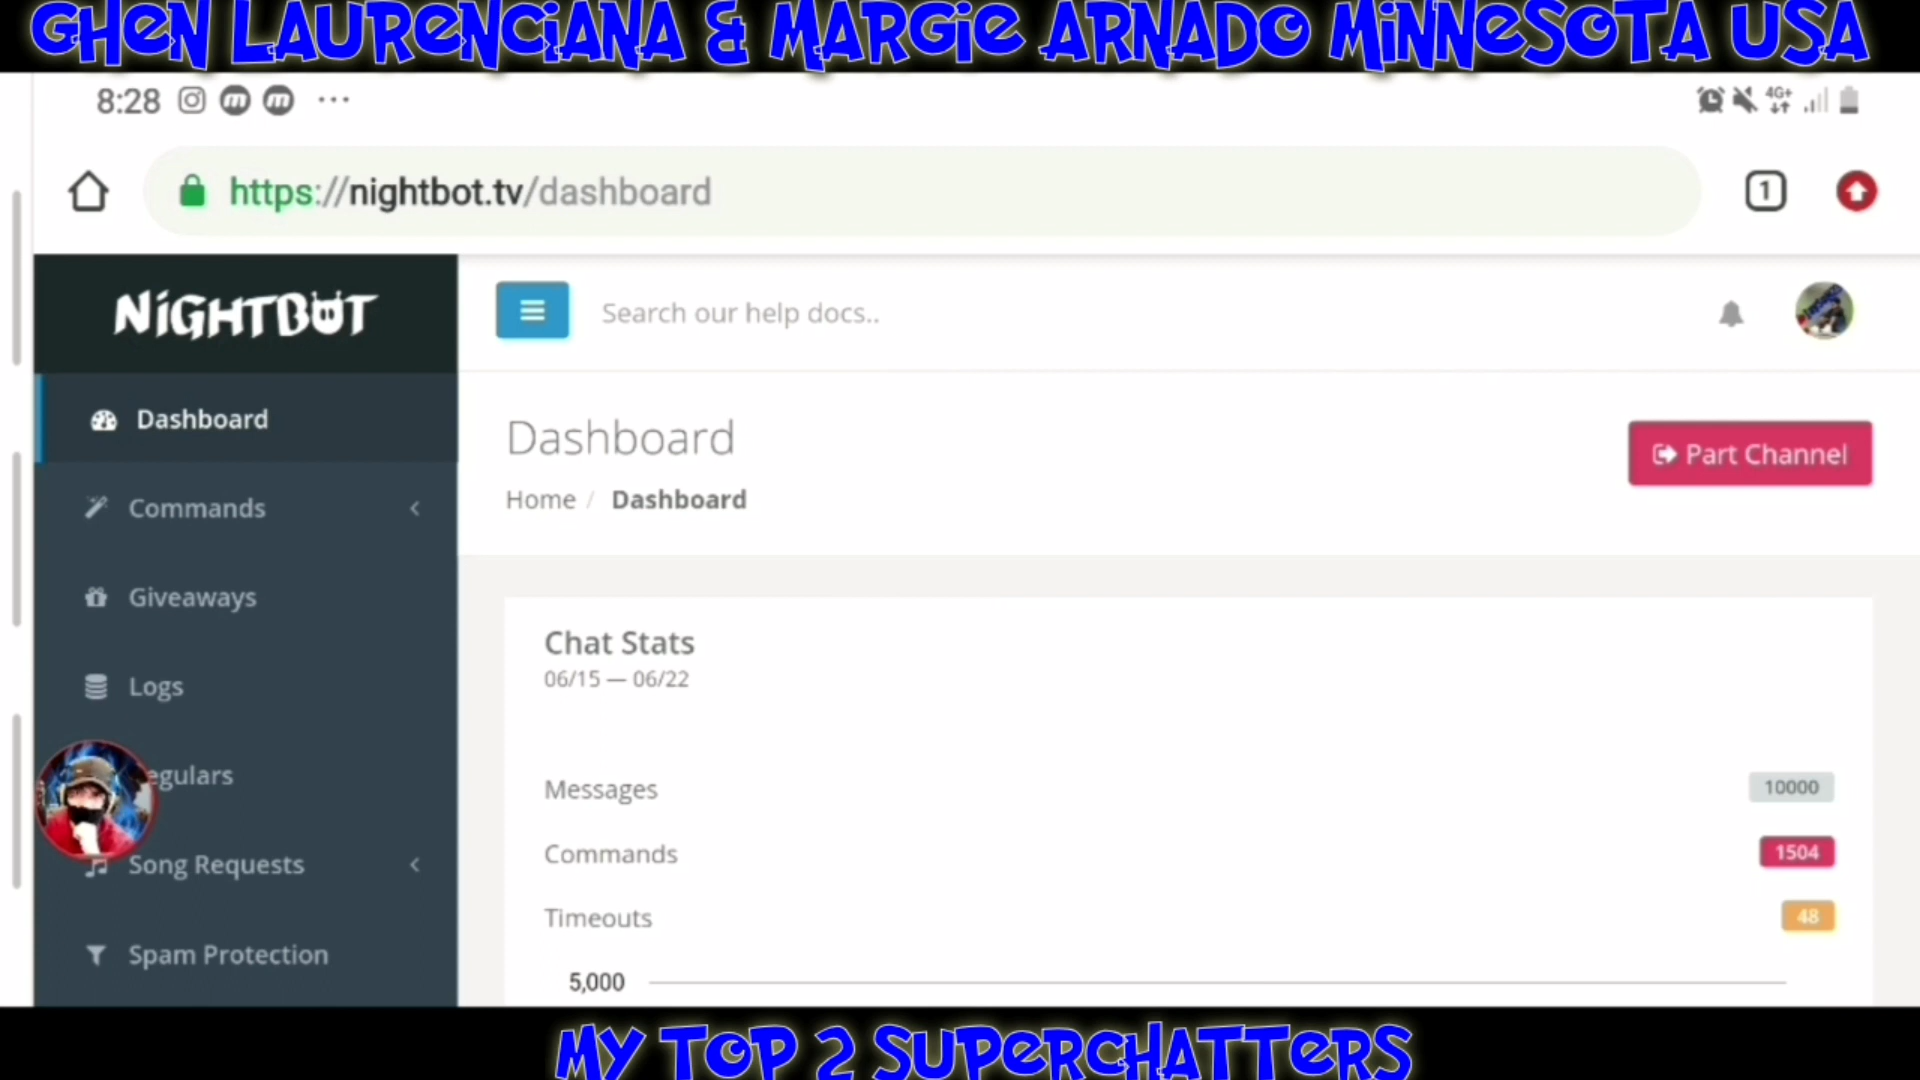 GHEN LAURENCIANA & MARGIE ARNADO MINNESOTA USA
8:28
4G+
https://nightbot.tv/dashboard
1
NIGHTBOT
Search our help docs..
Dashboard
Dashboard
Part Channel
Home / Dashboard
Commands
Giveaways
Chat Stats
06/15 — 06/22
Logs
egulars
Messages 10000
Song Requests
Commands 1504
Timeouts 48
Spam Protection
5,000
MY TOP 2 SUPERCHATTERS